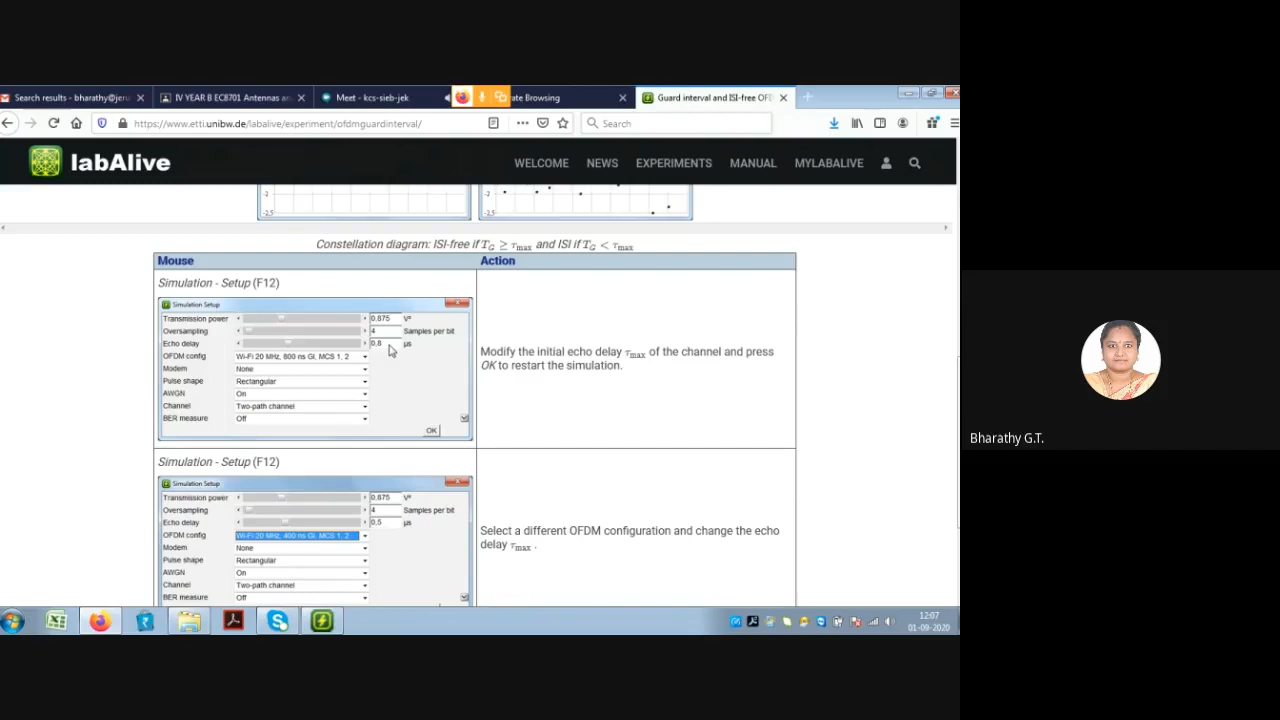 Search results - bharathy@jeru
IV YEAR B EC8701 Antennas an
Meet - kcs-sieb-jek
ate Browsing
Guard interval and ISI-free OFD
https://www.etti.unibw.de/labalive/experiment/ofdmguardinterval/
Search
labAlive
WELCOME NEWS EXPERIMENTS MANUAL MYLABALIVE
-2
-2,5
-2
-2,5
Constellation diagram: ISI-free if T_G ≥ τ_max and ISI if T_G < τ_max
Mouse Action
Simulation - Setup (F12)
Simulation Setup
Transmission power 0.875 V²
Oversampling 4 Samples per bit
Echo delay 0,8 µs
OFDM config Wi-Fi 20 MHz, 800 ns GI, MCS 1, 2
Modem None
Pulse shape Rectangular
AWGN On
Channel Two-path channel
BER measure Off
OK
Modify the initial echo delay τ_max of the channel and press
OK to restart the simulation.
Simulation - Setup (F12)
Simulation Setup
Transmission power 0.875 V²
Oversampling 4 Samples per bit
Echo delay 0,5 µs
OFDM config Wi-Fi 20 MHz, 400 ns GI, MCS 1, 2
Modem None
Pulse shape Rectangular
AWGN On
Channel Two-path channel
BER measure Off
Select a different OFDM configuration and change the echo
delay τ_max .
12:07
01-09-2020
Bharathy G.T.